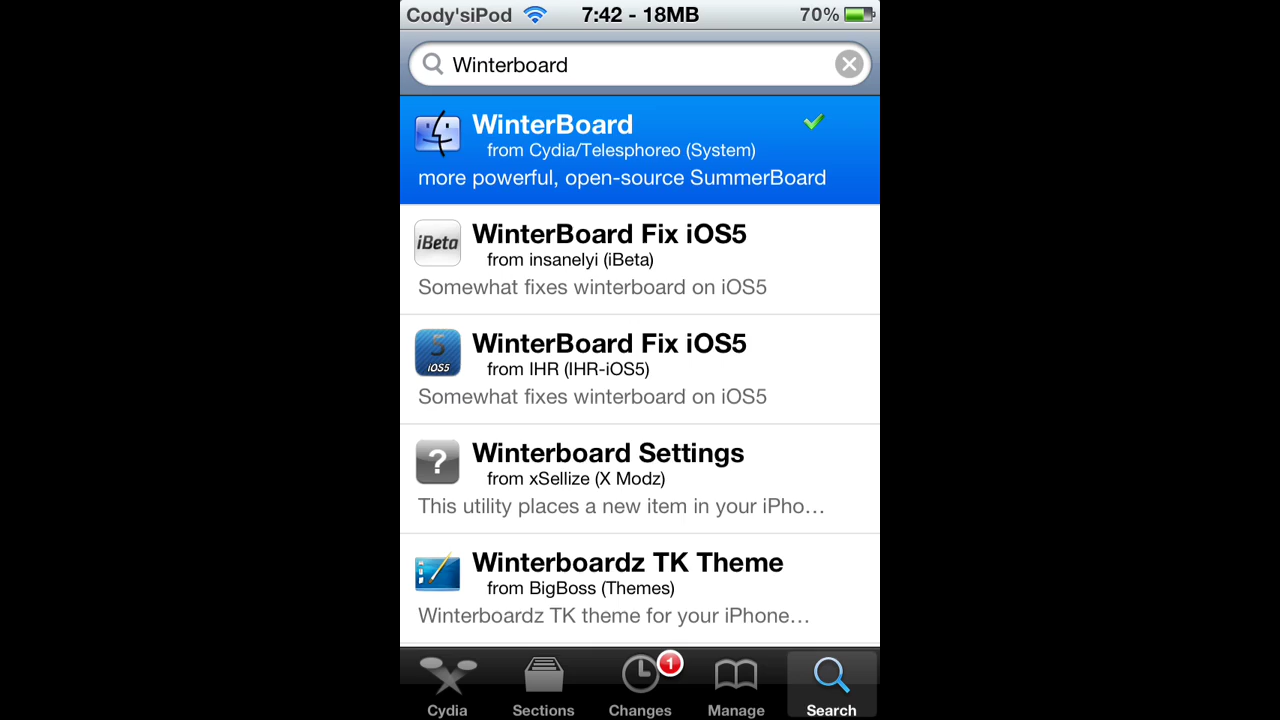 Cody'siPod 7:42 - 18MB 70%
Winterboard
WinterBoard
from Cydia/Telesphoreo (System)
more powerful, open-source SummerBoard
iBeta
WinterBoard Fix iOS5
from insanelyi (iBeta)
Somewhat fixes winterboard on iOS5
5
iOS5
WinterBoard Fix iOS5
from IHR (IHR-iOS5)
Somewhat fixes winterboard on iOS5
?
Winterboard Settings
from xSellize (X Modz)
This utility places a new item in your iPho…
Winterboardz TK Theme
from BigBoss (Themes)
Winterboardz TK theme for your iPhone…
1
Cydia Sections Changes Manage Search